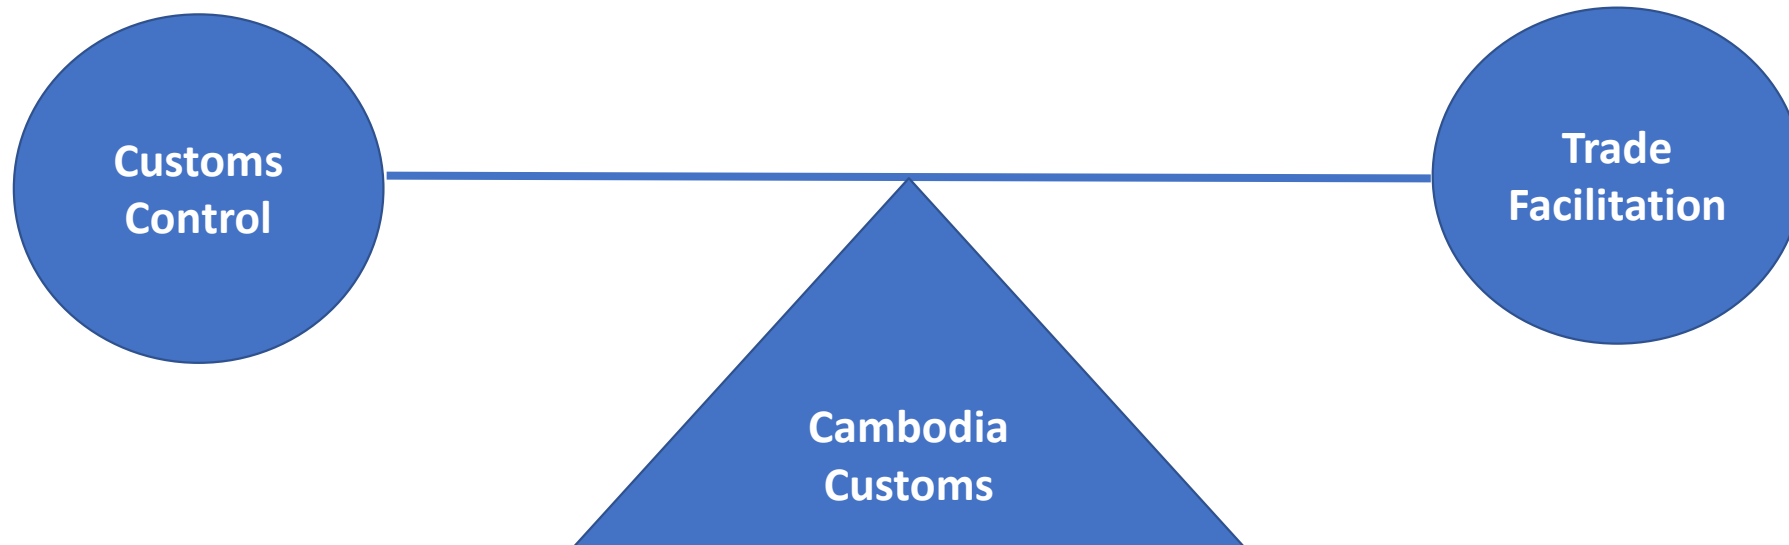 Customs
Control
Trade
Facilitation
Cambodia
Customs